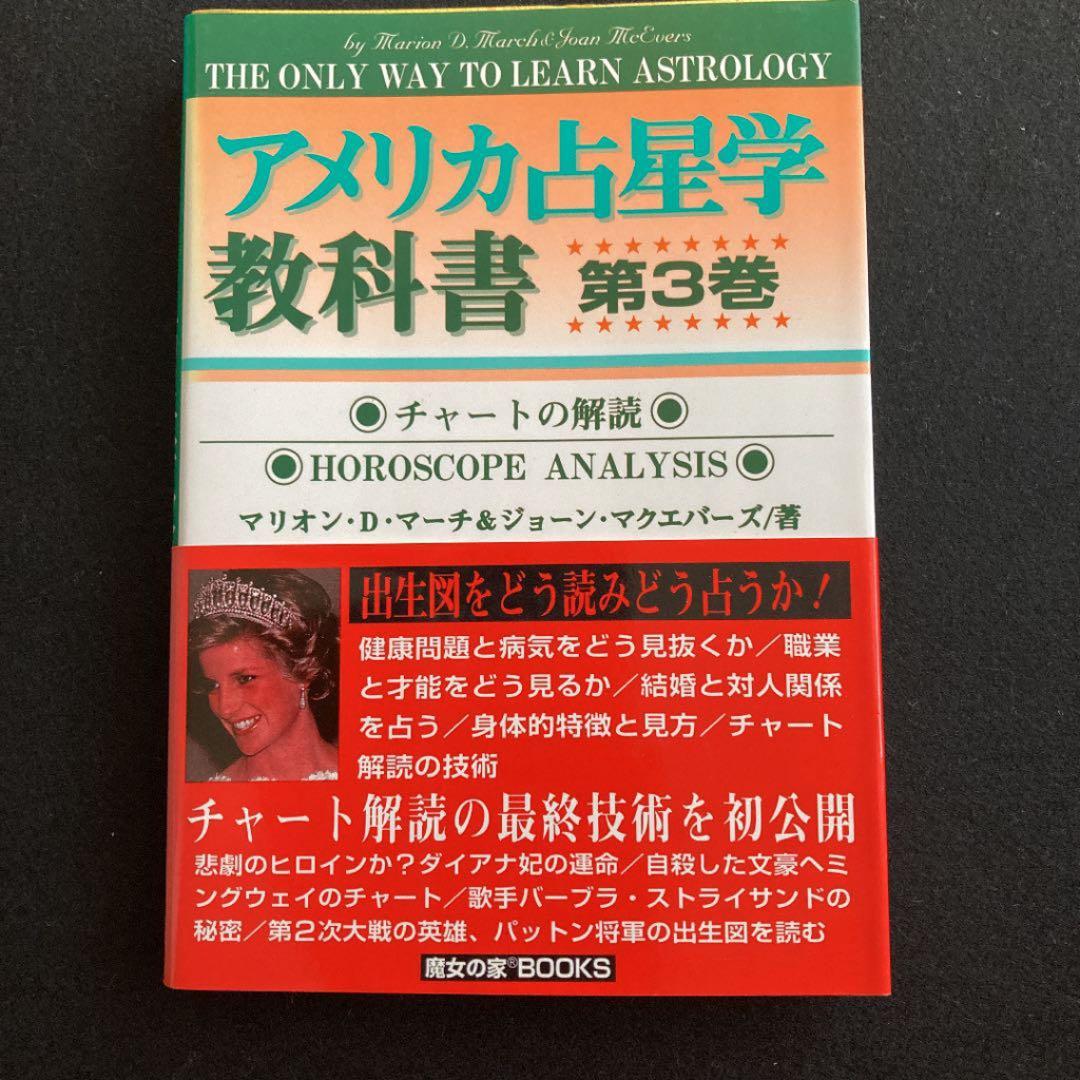 by Marion D. March & Joan McEvers
THE ONLY WAY TO LEARN ASTROLOGY
アメリカ占星学
教科書 第3巻
チャートの解読
HOROSCOPE ANALYSIS
マリオン・D・マーチ&ジョーン・マクエバーズ/著
出生図をどう読みどう占うか!
健康問題と病気をどう見抜くか/職業
と才能をどう見るか/結婚と対人関係
を占う/身体的特徴と見方/チャート
解読の技術
チャート解読の最終技術を初公開
悲劇のヒロインか?ダイアナ妃の運命/自殺した文豪ヘミ
ングウェイのチャート/歌手バーブラ・ストライサンドの
秘密/第2次大戦の英雄、パットン将軍の出生図を読む
魔女の家®BOOKS